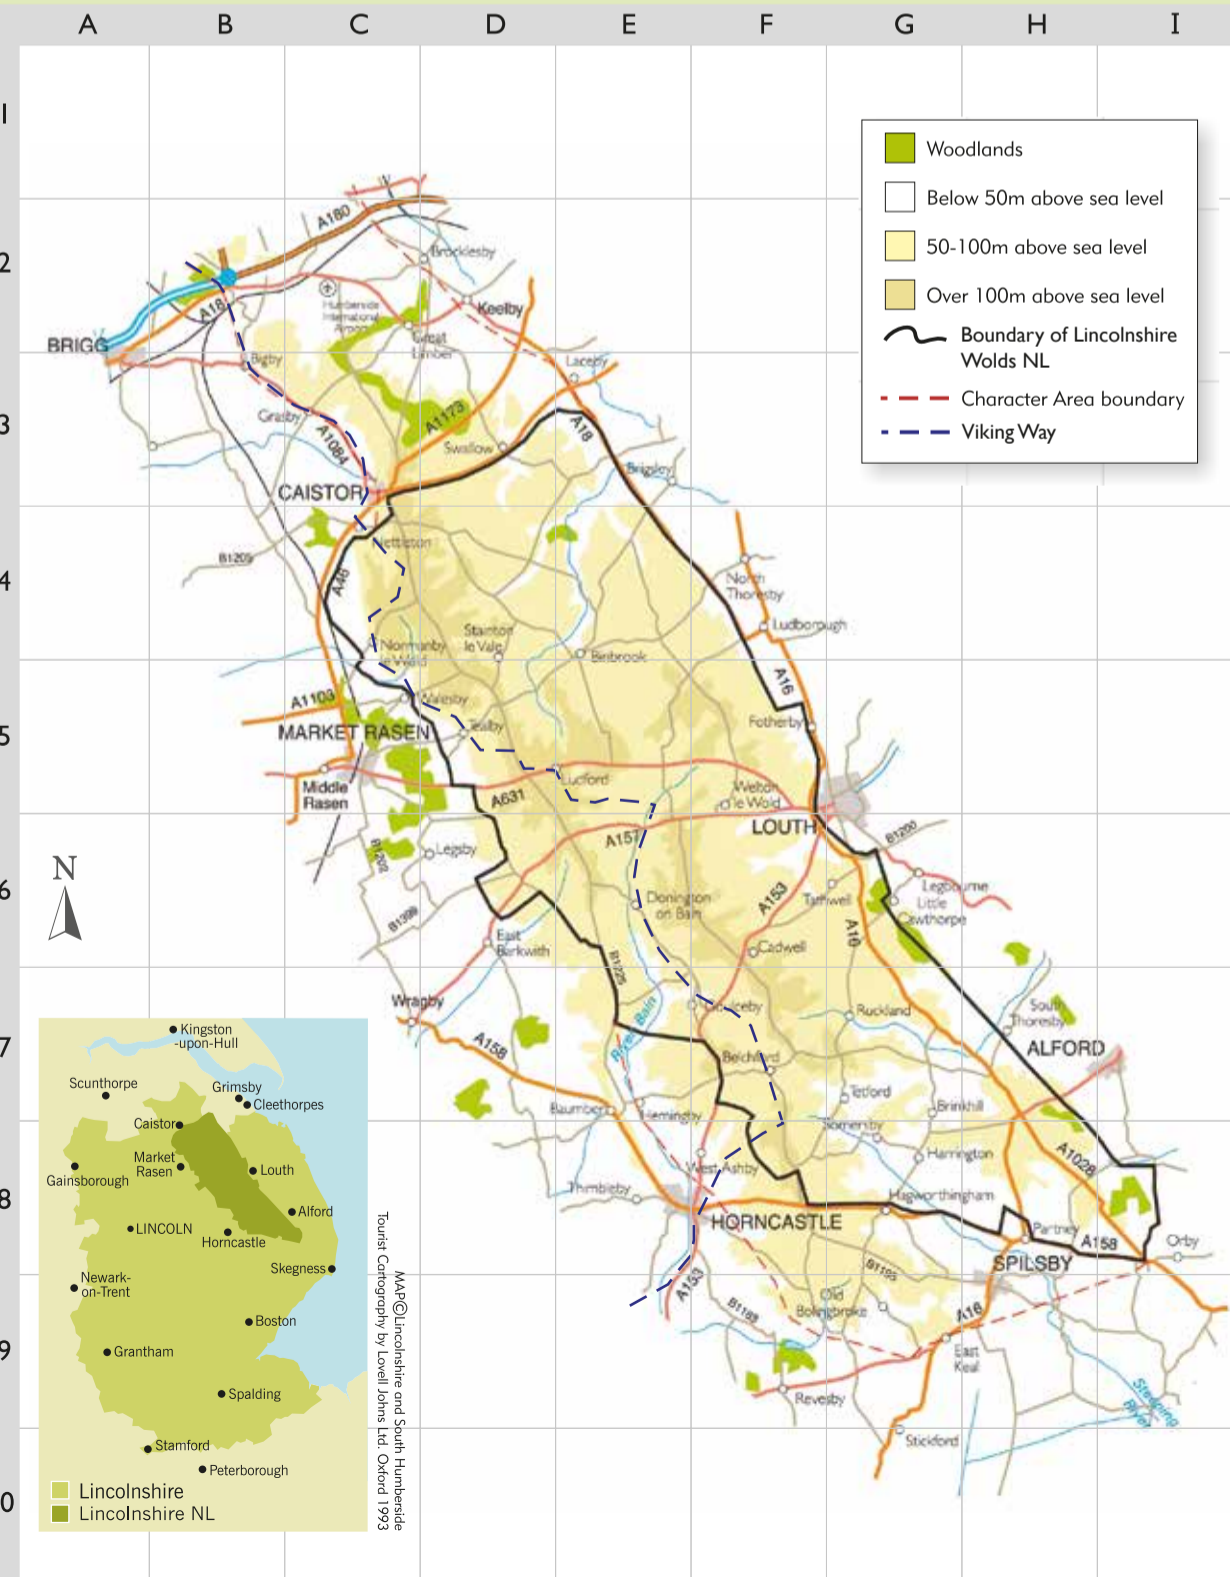 A B C D E F G H I
1
2
3
4
5
6
7
8
9
0
Woodlands
Below 50m above sea level
50-100m above sea level
Over 100m above sea level
Boundary of Lincolnshire
Wolds NL
Character Area boundary
Viking Way
A180
Brocklesby
A18
Humberside
International
Airport
Keelby
Great
Limber
BRIGG
Bigby
Laceby
Grasby
A1084
A1173
A18
Swallow
Brigsley
CAISTOR
Nettleton
B1205
A46
North
Thoresby
Ludborough
Stainton
le Vale
Normanby
le Wold
Binbrook
A16
A1103
Walesby
Fotherby
MARKET RASEN
Tealby
Middle
Rasen
Ludford
A631
Welton
le Wold
LOUTH
A157
B1200
B1202
Legsby
N
Legbourne
Little
Cawthorpe
Donington
on Bain
A153
Tathwell
A16
B1399
East
Barkwith
Cadwell
B1225
Wragby
Goulceby
Ruckland
South
Thoresby
River Bain
A158
Belchford
ALFORD
Tetford
Brinkhill
Baumber
Hemingby
Somersby
Harrington
A1028
West Ashby
Thimbleby
Hagworthingham
HORNCASTLE
Partney
A158
Orby
SPILSBY
B1195
A153
Old
Bolingbroke
B1183
A16
East
Keal
Revesby
Steeping
River
Stickford
Kingston
-upon-Hull
Scunthorpe
Grimsby
Cleethorpes
Caistor
Market
Rasen
Louth
Gainsborough
Alford
LINCOLN
Horncastle
Skegness
Newark-
on-Trent
Boston
Grantham
Spalding
Stamford
Peterborough
Lincolnshire
Lincolnshire NL
MAP©Lincolnshire and South Humberside
Tourist Cartography by Lovell Johns Ltd. Oxford 1993